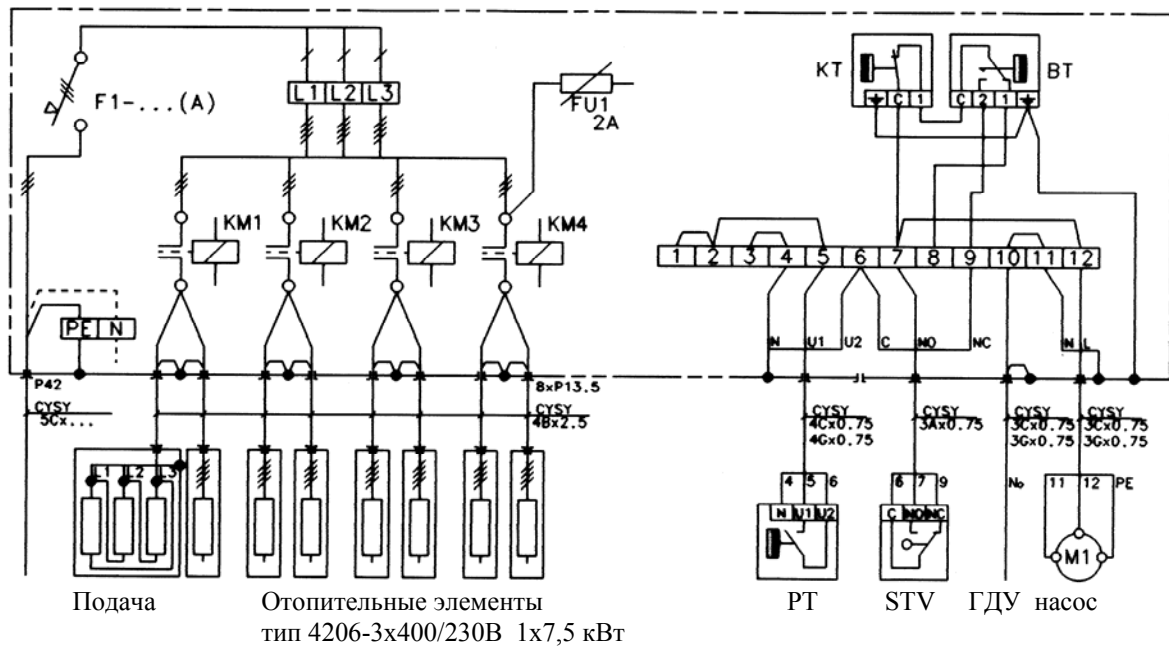 KT
BT
F1-...(A)
L1 L2 L3
FU1
2A
C 1
C 2 1
KM1
KM2
KM3
KM4
1 2 3 4 5 6 7 8 9 10 11 12
PE N
N U1 U2 C NO NC N L
P42
8xP13.5
CYSY
5Cx...
CYSY
4Bx2.5
CYSY
4Cx0.75
4Gx0.75
CYSY
3Ax0.75
CYSY
3Cx0.75
3Gx0.75
CYSY
3Cx0.75
3Gx0.75
L1 L2 L3
4 5 6
6 7 9
No
11 12 PE
N U1 U2
C NO NC
M1
Подача
Отопительные элементы
PT
STV
ГДУ насос
тип 4206-3x400/230В 1x7,5 кВт